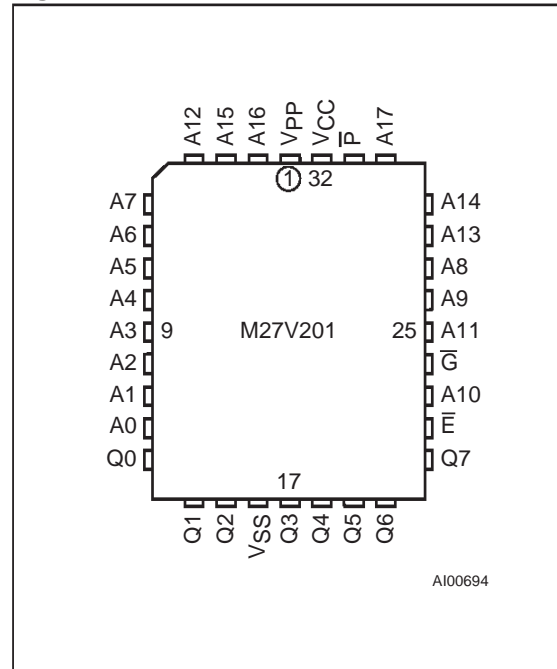 A12 A15 A16 VPP VCC P̅ A17
1 32
A7 A14
A6 A13
A5 A8
A4 A9
A3 9 M27V201 25 A11
A2 G̅
A1 A10
A0 E̅
Q0 Q7
17
Q1 Q2 VSS Q3 Q4 Q5 Q6
AI00694